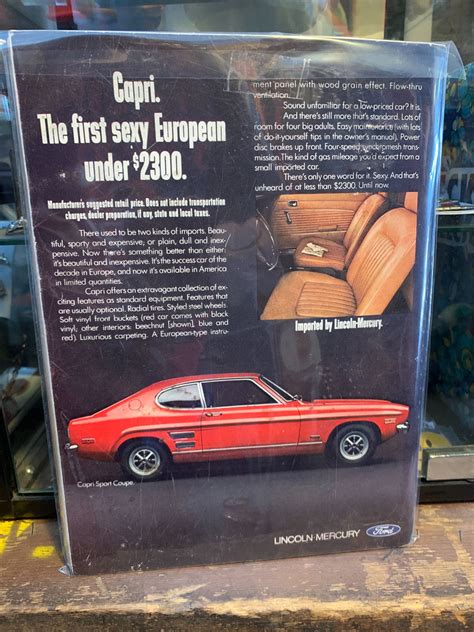 Capri.
The first sexy European
under $2300.
Manufacturer's suggested retail price. Does not include transportation
charges, dealer preparation, if any, state and local taxes.
There used to be two kinds of imports. Beau-
tiful, sporty and expensive; or plain, dull and inex-
pensive. Now there's something better than either:
it's beautiful and inexpensive. It's the success car of the
decade in Europe, and now it's available in America
in limited quantities.
Capri offers an extravagant collection of ex-
citing features as standard equipment. Features that
are usually optional. Radial tires. Styled steel wheels.
Soft vinyl front buckets (red car comes with black
vinyl; other interiors: beechnut [shown], blue and
red). Luxurious carpeting. A European-type instru-
ment panel with wood grain effect. Flow-thru
ventilation.
Sound unfamiliar for a low-priced car? It is.
And there's still more that's standard. Lots of
room for four big adults. Easy maintenance (with lots
of do-it-yourself tips in the owner's manual). Power
disc brakes up front. Four-speed synchromesh trans-
mission. The kind of gas mileage you'd expect from a
small imported car.
There's only one word for it. Sexy. And that's
unheard of at less than $2300. Until now.
Imported by Lincoln-Mercury.
Capri Sport Coupe.
LINCOLN·MERCURY
Ford